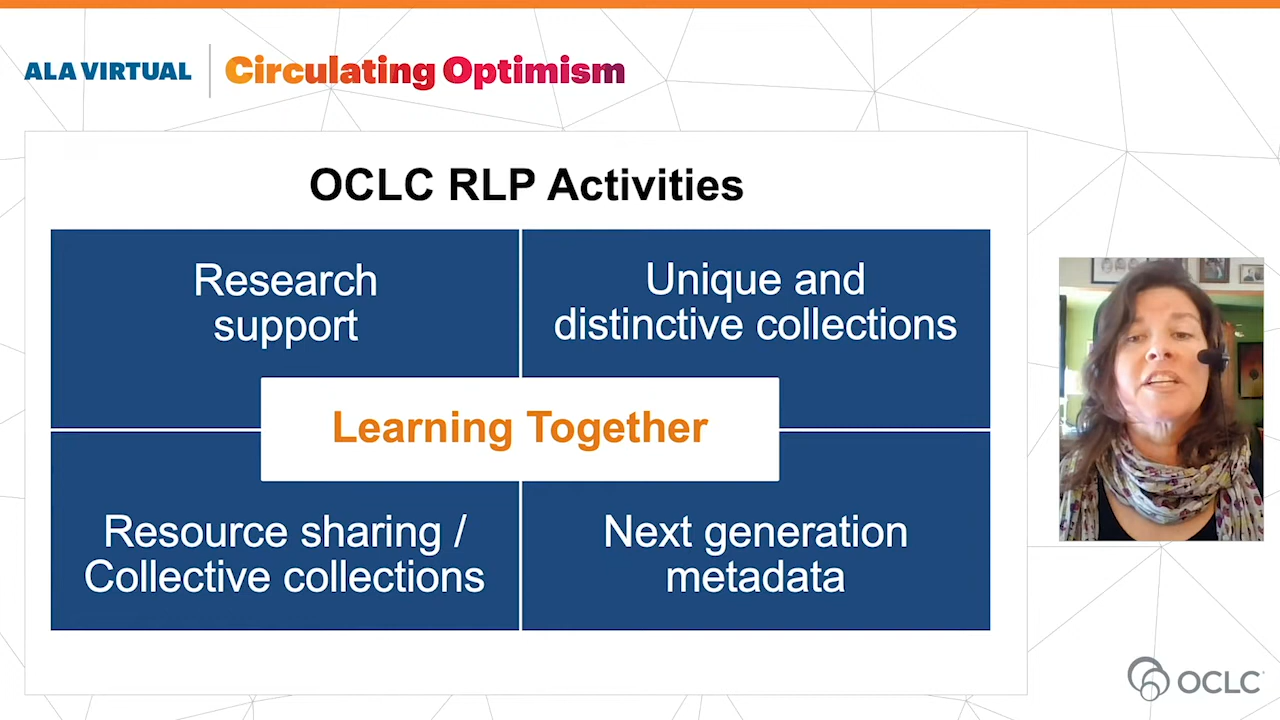 ALA VIRTUAL
Circulating Optimism
OCLC RLP Activities
Research
support
Unique and
distinctive collections
Learning Together
Resource sharing /
Collective collections
Next generation
metadata
OCLC